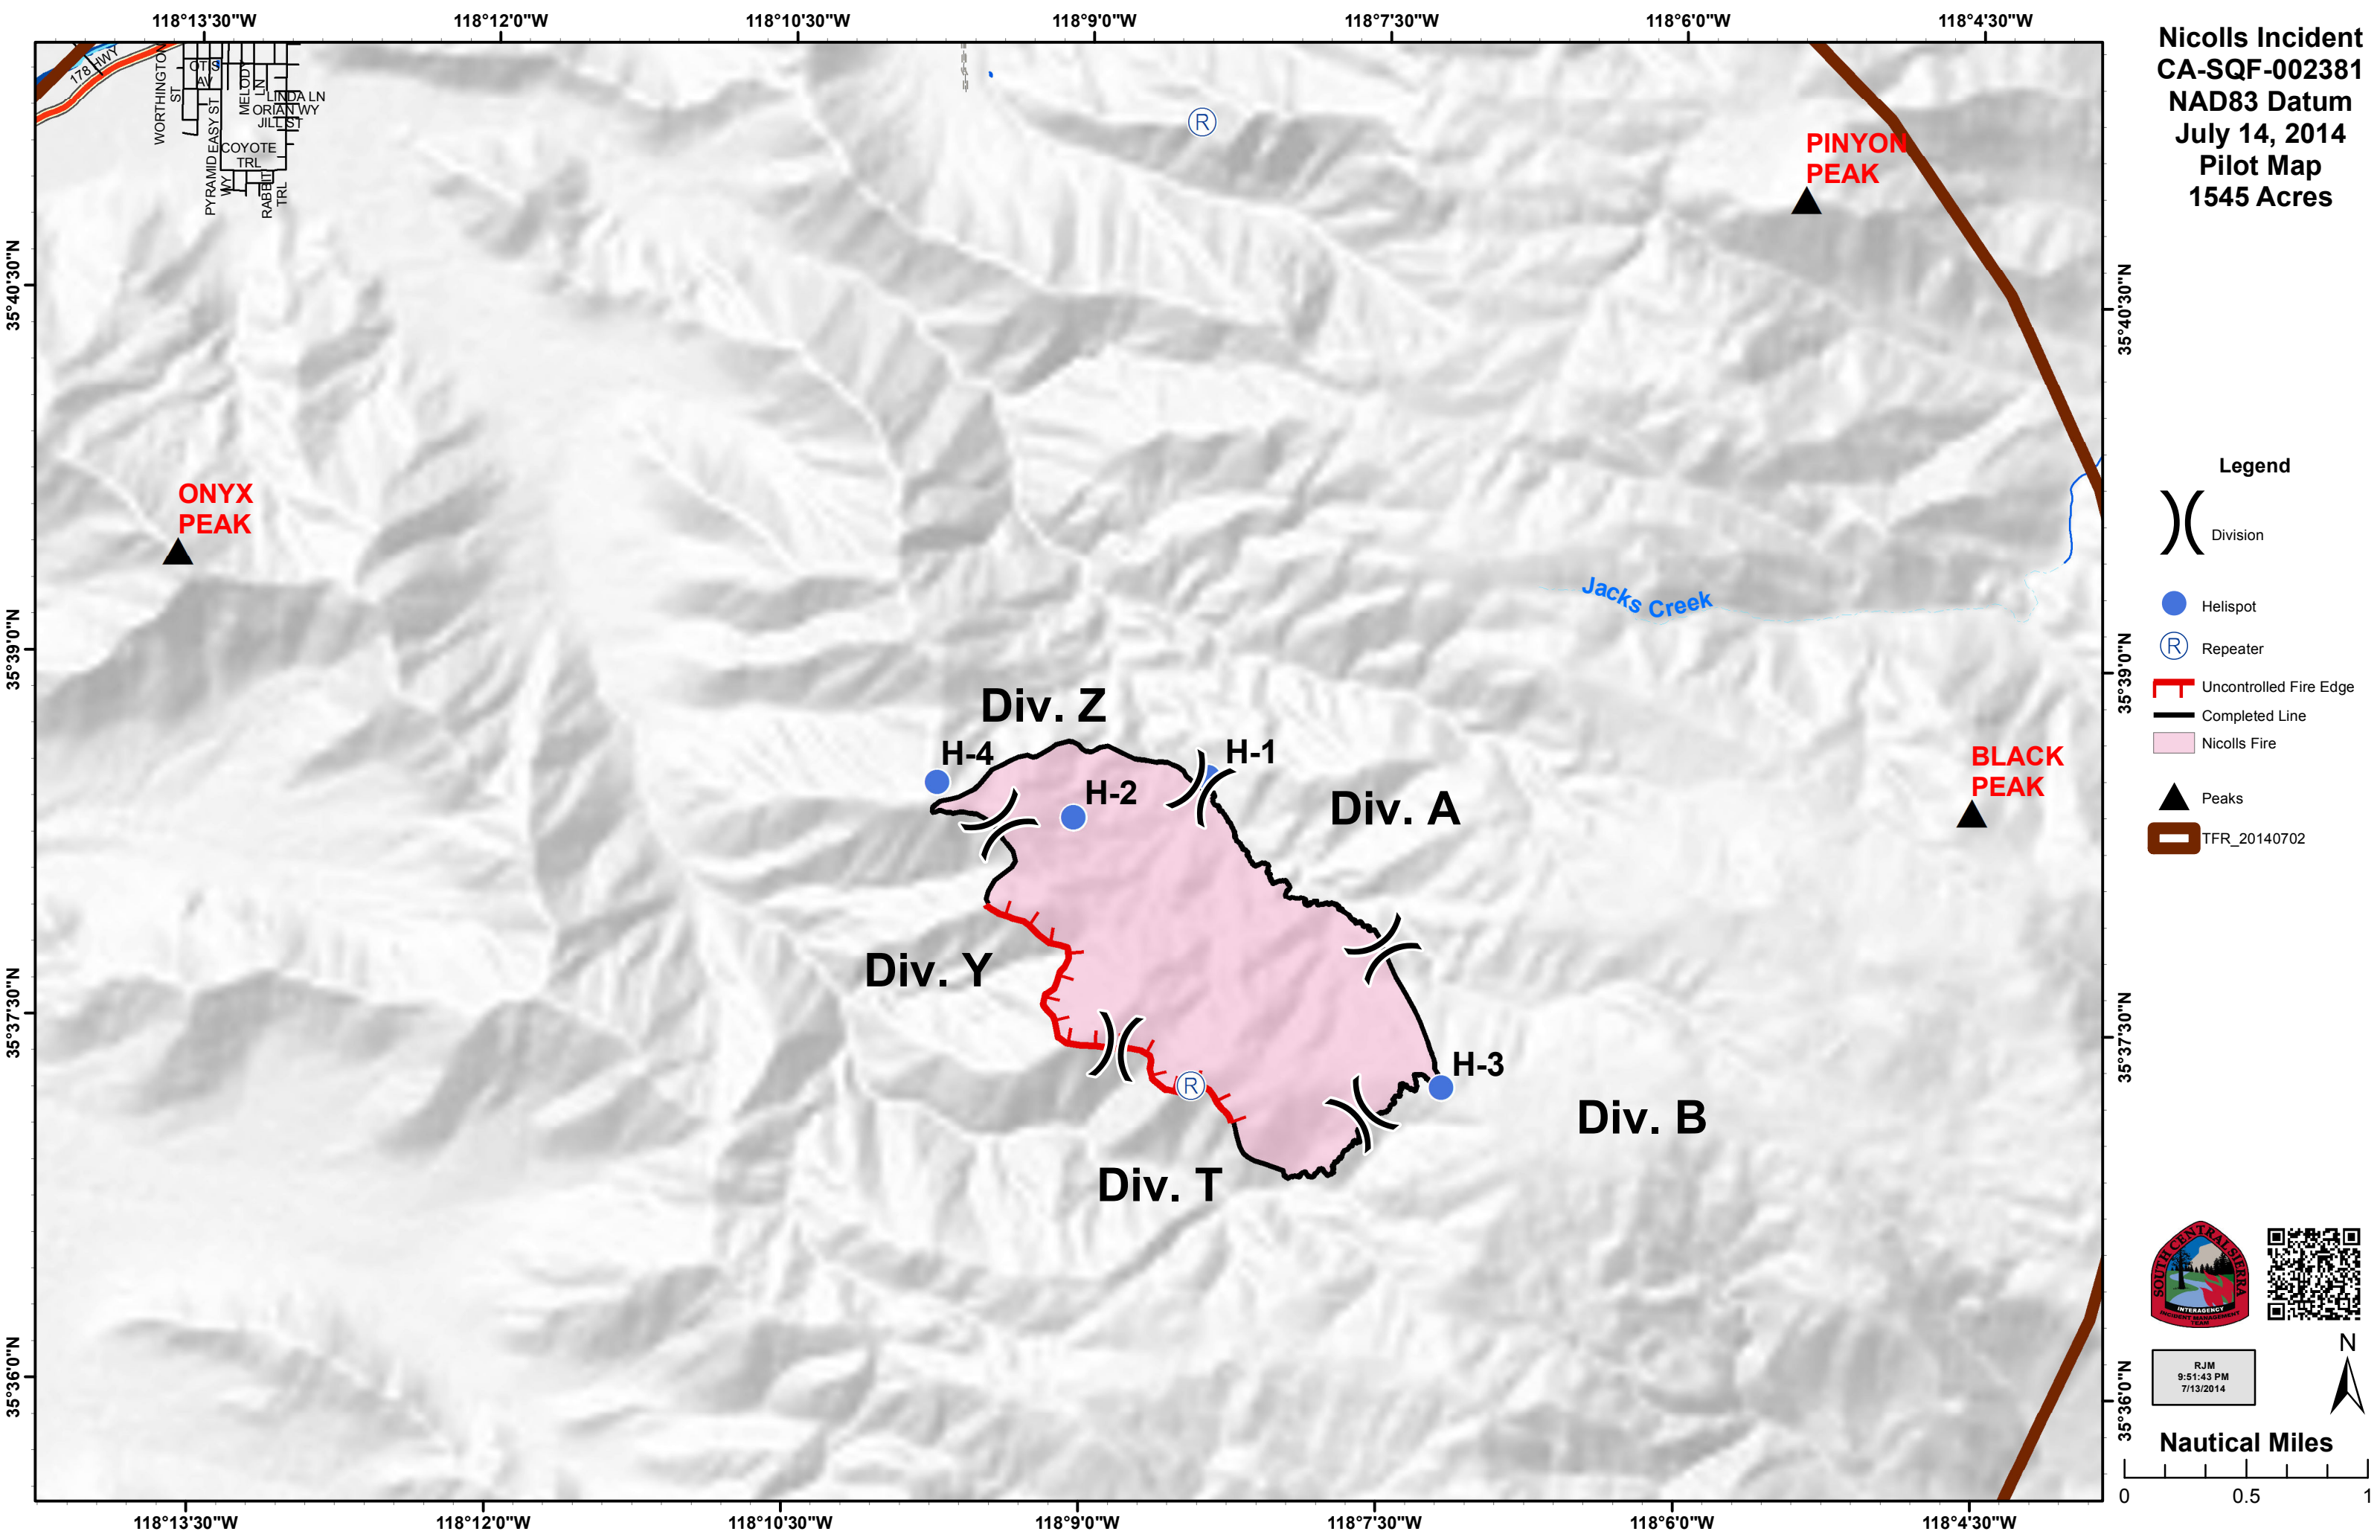 118°13'30"W
118°12'0"W
118°10'30"W
118°9'0"W
118°7'30"W
118°6'0"W
118°4'30"W
Nicolls Incident
CA-SQF-002381
NAD83 Datum
July 14, 2014
Pilot Map
1545 Acres
178 HWY
WORTHINGTON
ST
OTIS
AV
MELODY
LN
LINDA LN
ORIAN WY
JILL ST
EASY ST
PYRAMID
WY
COYOTE
TRL
RABBIT
TRL
R
PINYON
PEAK
35°40'30"N
35°40'30"N
ONYX
PEAK
Jacks Creek
35°39'0"N
35°39'0"N
Div. Z
H-4
H-1
H-2
Div. A
BLACK
PEAK
Div. Y
35°37'30"N
35°37'30"N
H-3
R
Div. B
Div. T
35°36'0"N
35°36'0"N
Legend
Division
Helispot
R
Repeater
Uncontrolled Fire Edge
Completed Line
Nicolls Fire
Peaks
TFR_20140702
SOUTH CENTRAL SIERRA
INTERAGENCY
INCIDENT MANAGEMENT
TEAM
N
RJM
9:51:43 PM
7/13/2014
Nautical Miles
0
0.5
1
118°13'30"W
118°12'0"W
118°10'30"W
118°9'0"W
118°7'30"W
118°6'0"W
118°4'30"W